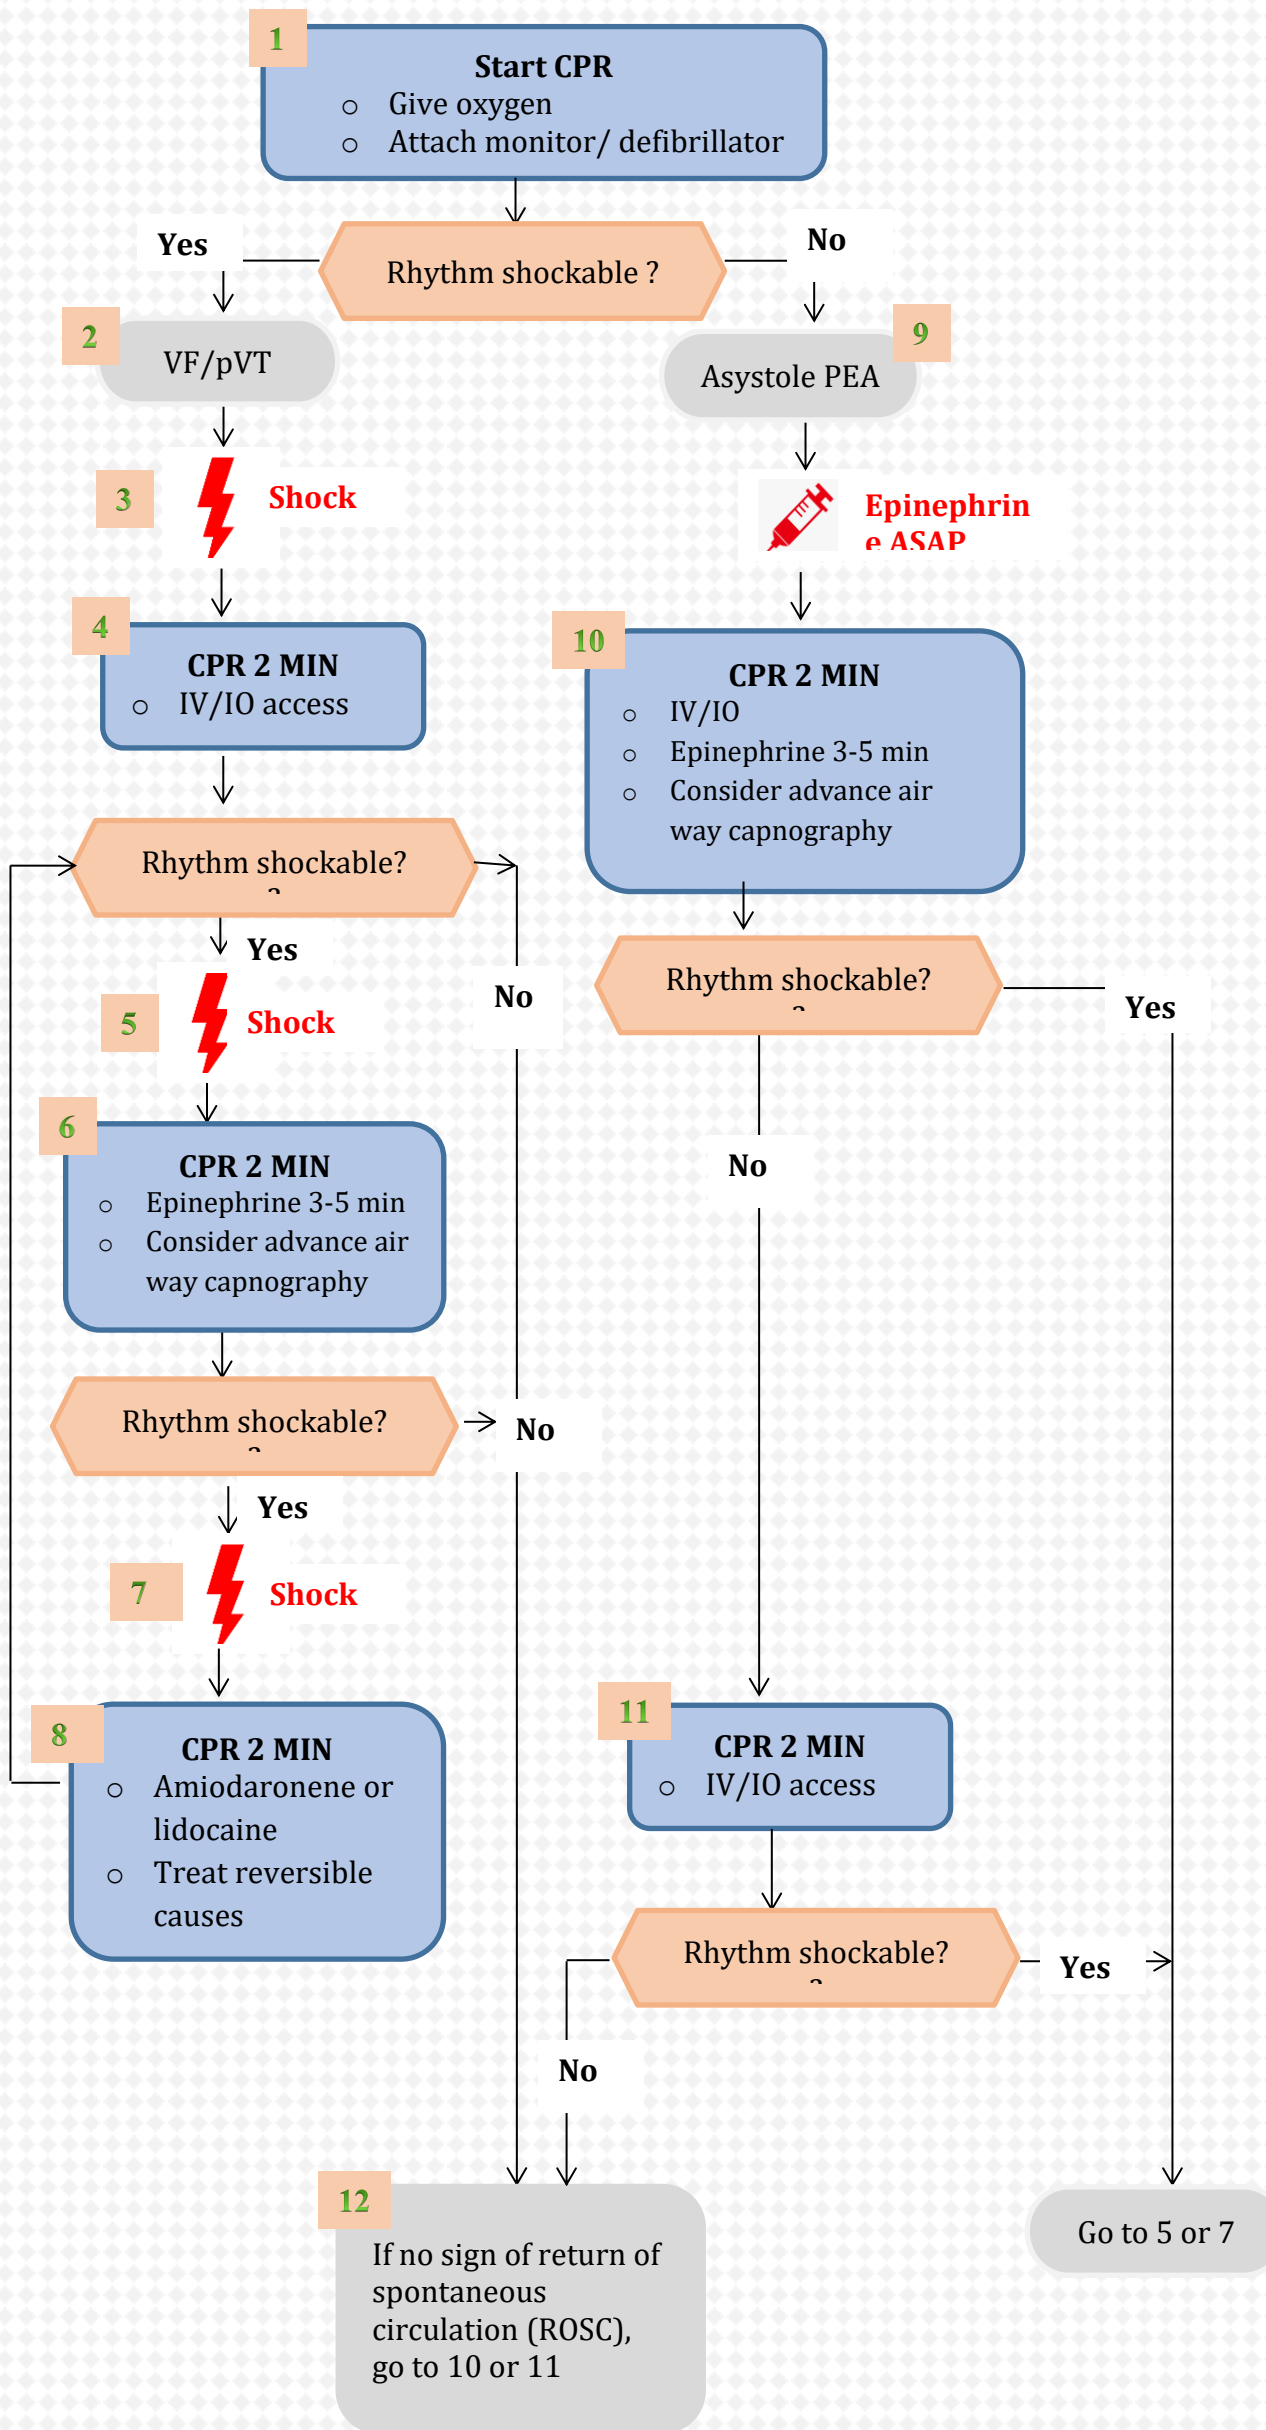 1
Start CPR
o Give oxygen
o Attach monitor/ defibrillator
Rhythm shockable ?
Yes
No
2
VF/pVT
9
Asystole PEA
3
Shock
Epinephrin
e ASAP
4
CPR 2 MIN
o IV/IO access
10
CPR 2 MIN
o IV/IO
o Epinephrine 3-5 min
o Consider advance air
way capnography
Rhythm shockable?
?
Yes
No
5
Shock
Rhythm shockable?
?
Yes
No
6
CPR 2 MIN
o Epinephrine 3-5 min
o Consider advance air
way capnography
Rhythm shockable?
?
No
Yes
7
Shock
8
CPR 2 MIN
o Amiodaronene or
lidocaine
o Treat reversible
causes
11
CPR 2 MIN
o IV/IO access
Rhythm shockable?
?
Yes
No
12
If no sign of return of
spontaneous
circulation (ROSC),
go to 10 or 11
Go to 5 or 7